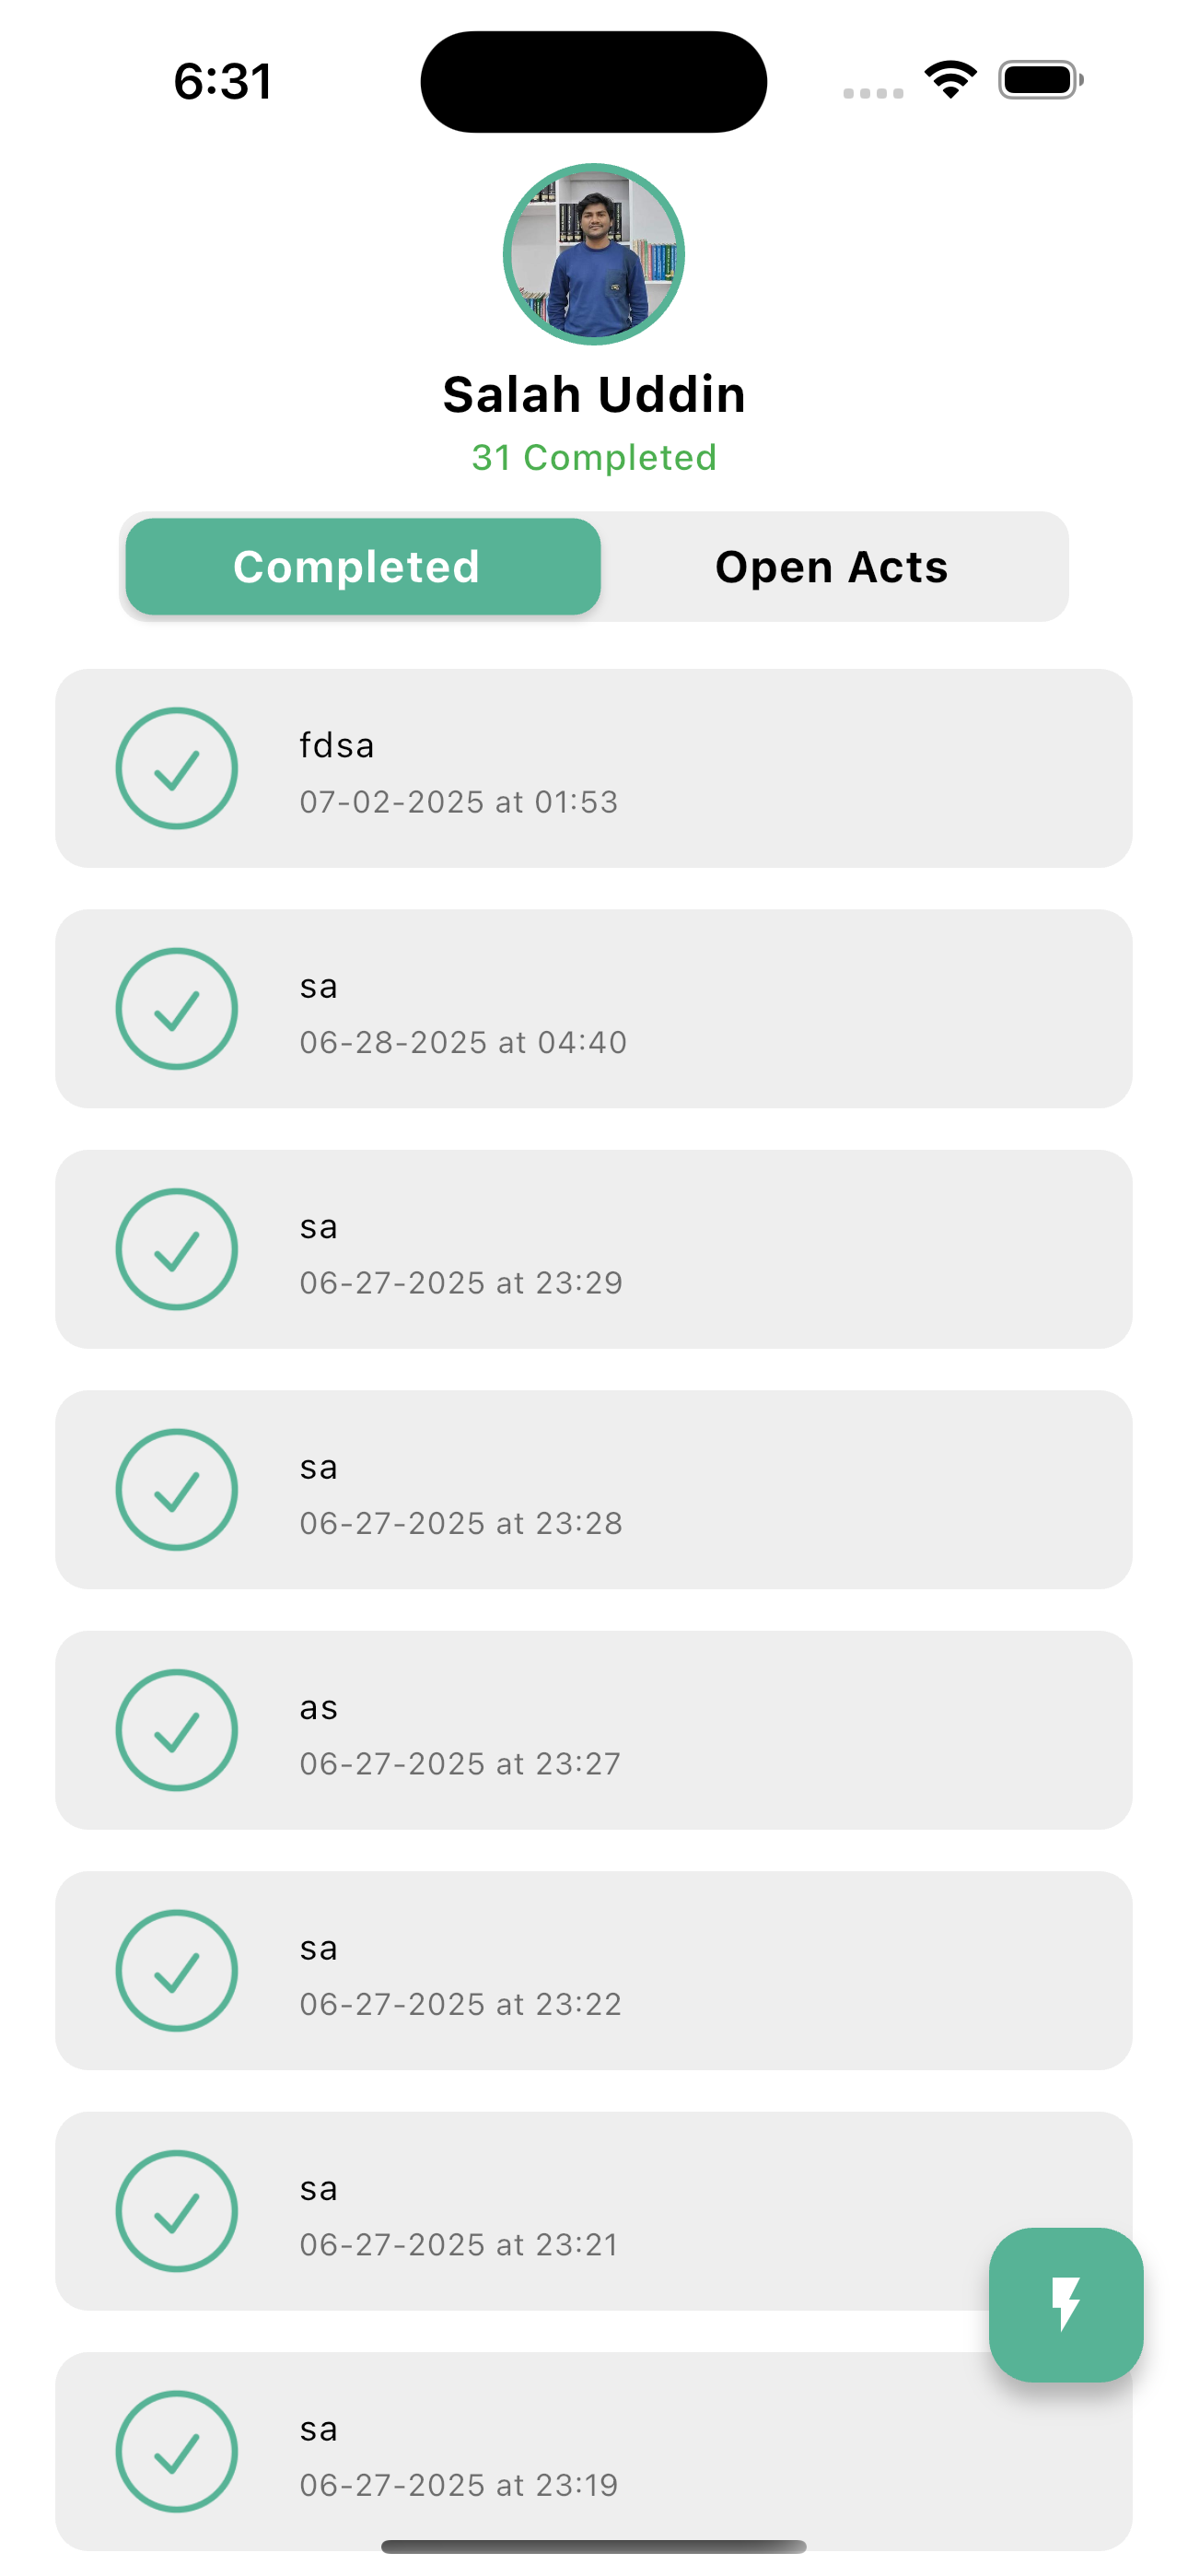 6:31
Salah Uddin
31 Completed
Completed
Open Acts
fdsa
07-02-2025 at 01:53
sa
06-28-2025 at 04:40
sa
06-27-2025 at 23:29
sa
06-27-2025 at 23:28
as
06-27-2025 at 23:27
sa
06-27-2025 at 23:22
sa
06-27-2025 at 23:21
sa
06-27-2025 at 23:19